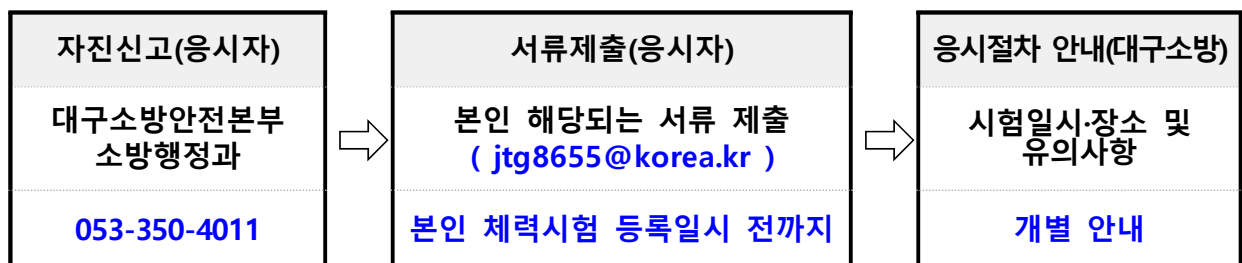 자진신고(응시자)
대구소방안전본부
소방행정과
053-350-4011
서류제출(응시자)
본인 해당되는 서류 제출
( jtg8655@korea.kr )
본인 체력시험 등록일시 전까지
응시절차 안내(대구소방)
시험일시·장소 및
유의사항
개별 안내